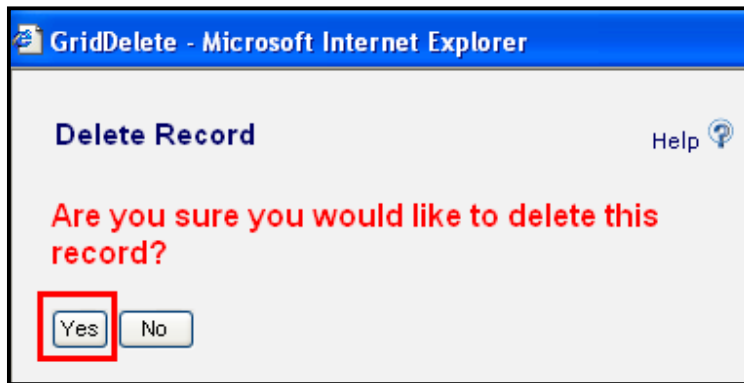 GridDelete - Microsoft Internet Explorer
Delete Record
Help
Are you sure you would like to delete this
record?
Yes No